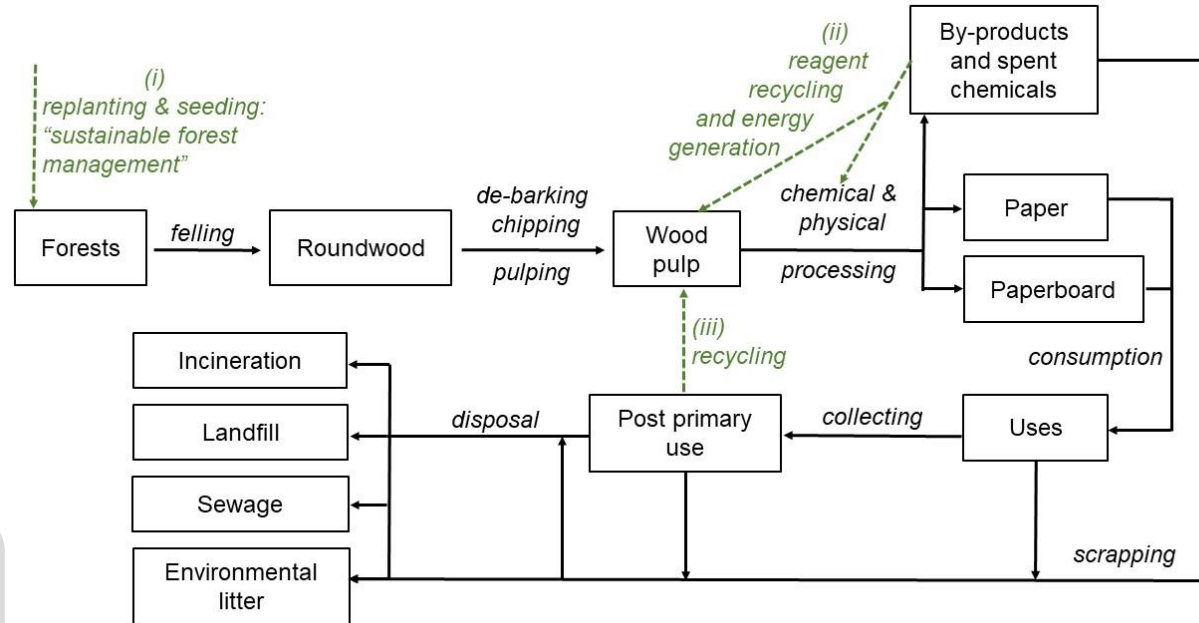 (i)
replanting & seeding:
“sustainable forest
management”
(ii)
reagent
recycling
and energy
generation
By-products
and spent
chemicals
Forests
felling
Roundwood
de-barking
chipping
pulping
Wood
pulp
chemical &
physical
processing
Paper
Paperboard
(iii)
recycling
consumption
Incineration
Landfill
Sewage
Environmental
litter
disposal
Post primary
use
collecting
Uses
scrapping